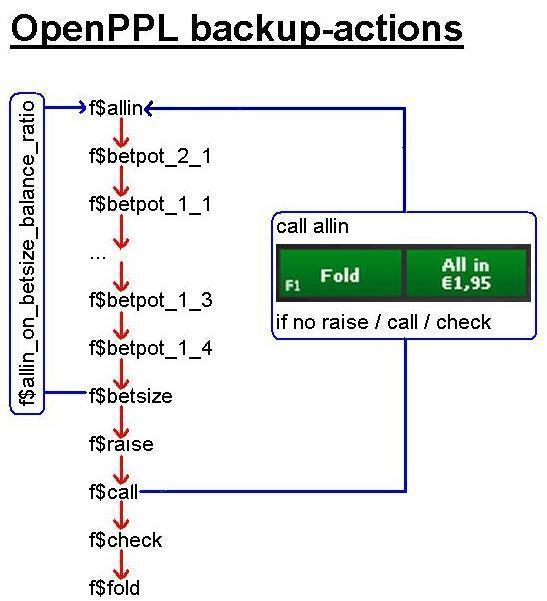 OpenPPL backup-actions
f$allin_on_betsize_balance_ratio
f$allin
f$betpot_2_1
f$betpot_1_1
...
f$betpot_1_3
f$betpot_1_4
f$betsize
f$raise
f$call
f$check
f$fold
call allin
F1 Fold
All in
€1,95
if no raise / call / check